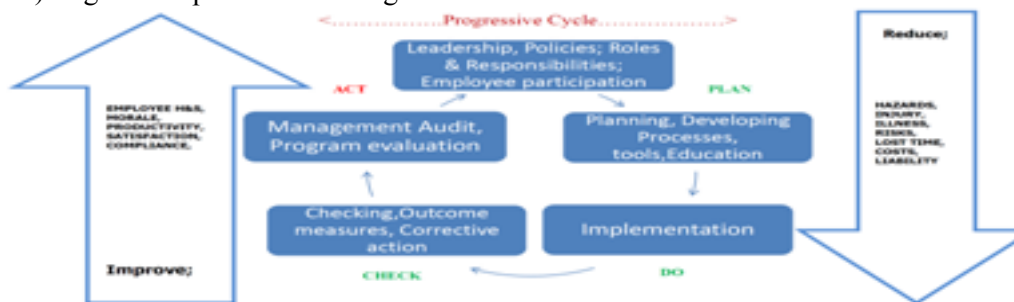 <......................Progressive Cycle......................>
Leadership, Policies; Roles
& Responsibilities;
Employee participation
ACT
PLAN
Management Audit,
Program evaluation
Planning, Developing
Processes,
tools,Education
Checking,Outcome
measures, Corrective
action
Implementation
CHECK
DO
EMPLOYEE H&S,
MORALE,
PRODUCTIVITY,
SATISFACTION,
COMPLIANCE,
Improve;
Reduce;
HAZARDS,
INJURY,
ILLNESS,
RISKS,
LOST TIME,
COSTS,
LIABILITY